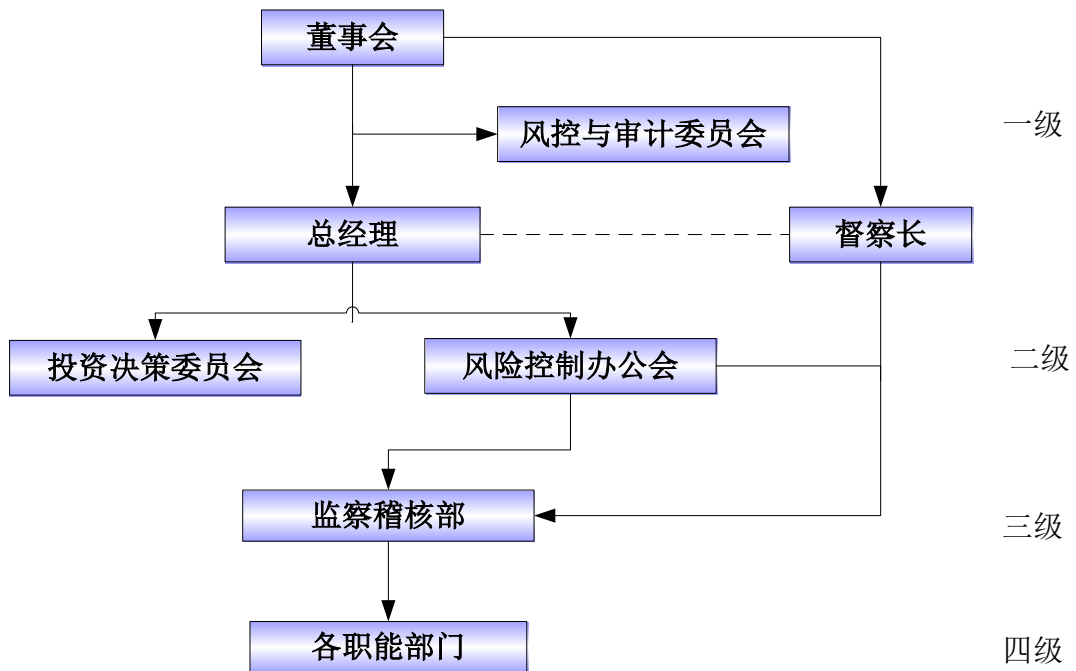 董事会
风控与审计委员会
一级
总经理
督察长
投资决策委员会
风险控制办公会
二级
监察稽核部
三级
各职能部门
四级